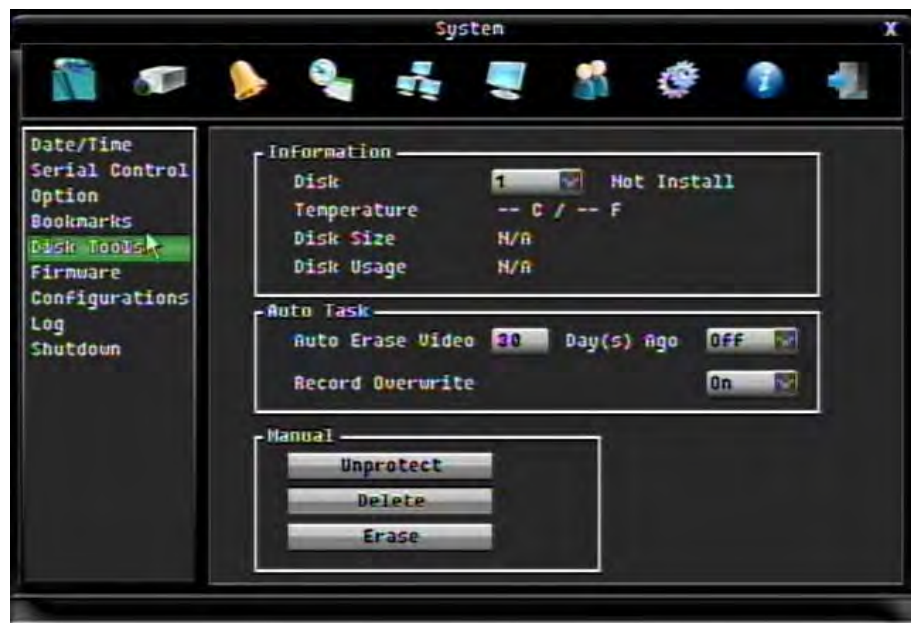 System X
Date/Time
Serial Control
Option
Bookmarks
Disk Tools
Firmware
Configurations
Log
Shutdown
Information
Disk 1 Not Install
Temperature -- C / -- F
Disk Size N/A
Disk Usage N/A
Auto Task
Auto Erase Video 30 Day(s) Ago Off
Record Overwrite On
Manual
Unprotect
Delete
Erase